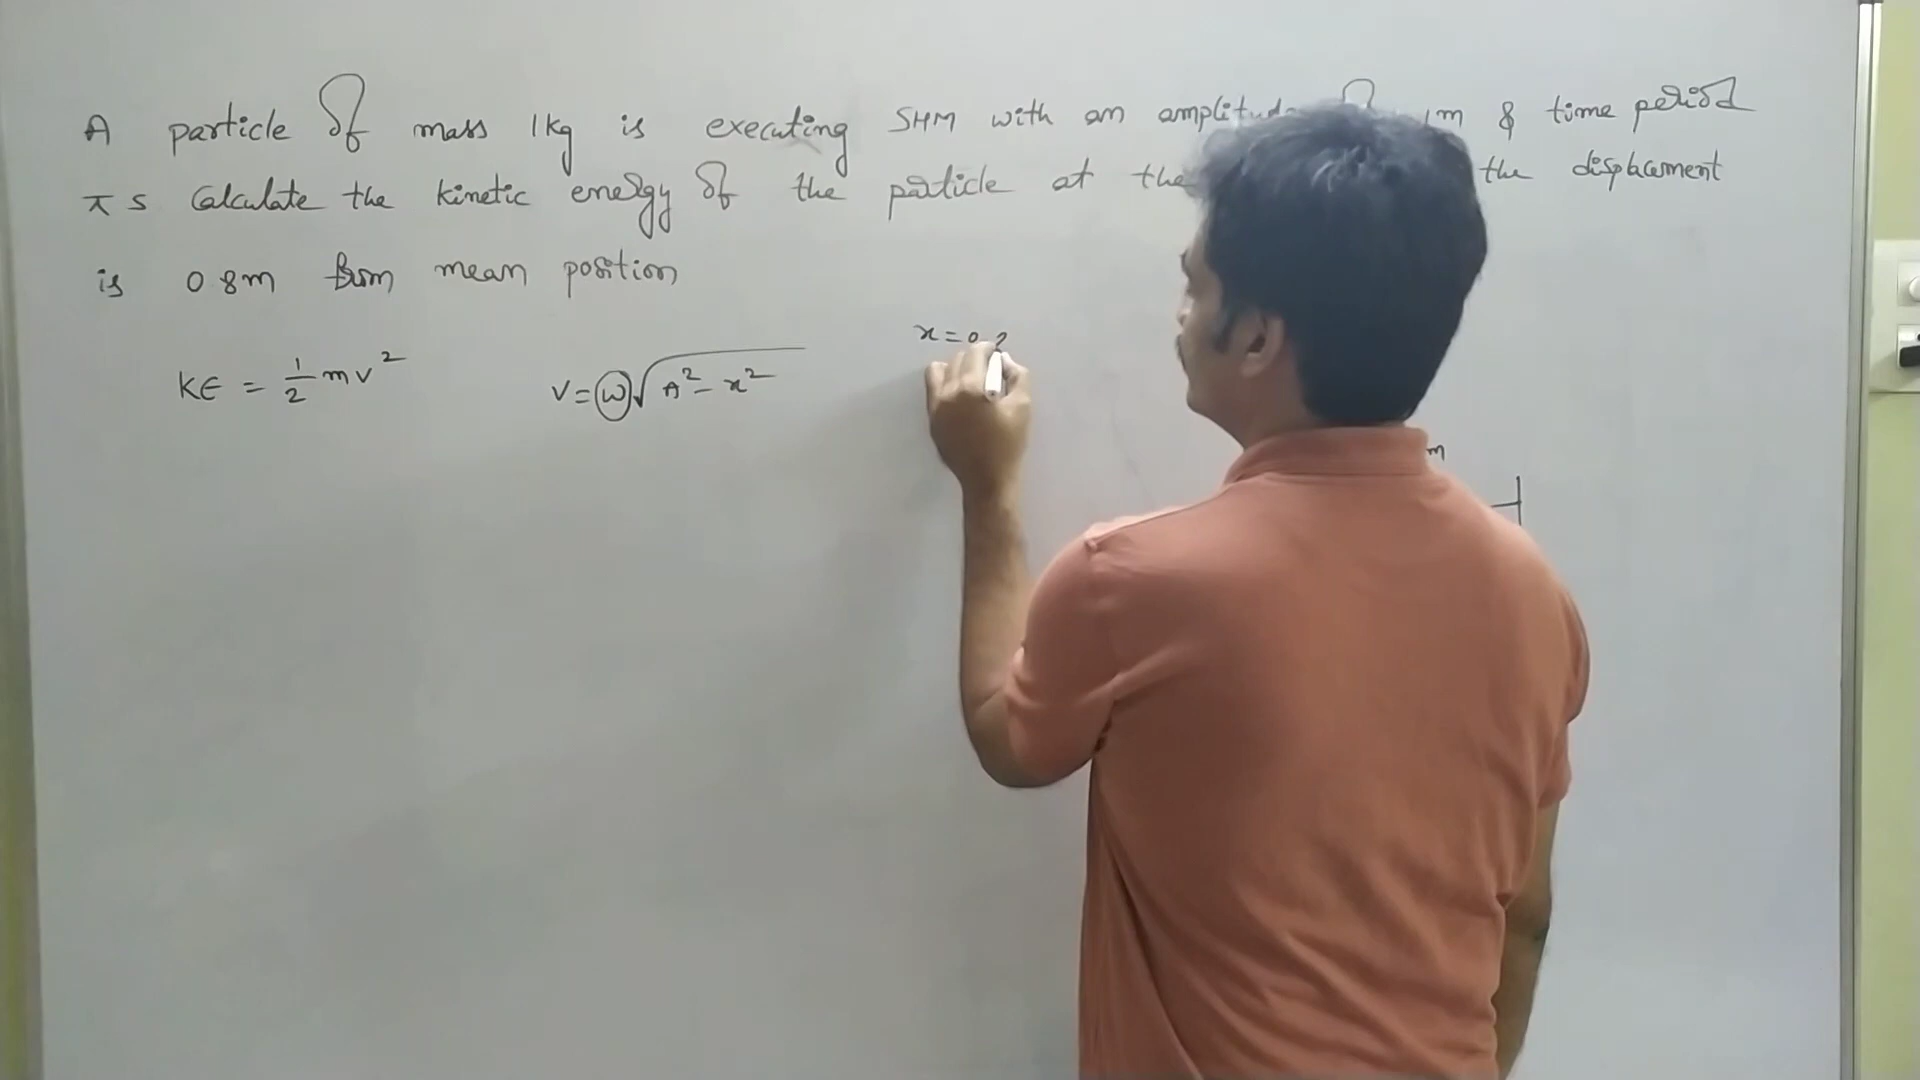 A particle of mass 1kg is executing SHM with an amplitude 1m & time period
π s Calculate the kinetic energy of the particle at the the displacement
is 0.8m from mean position
x = 0.
KE = 1/2 mv² V = ω√A² - x²
m